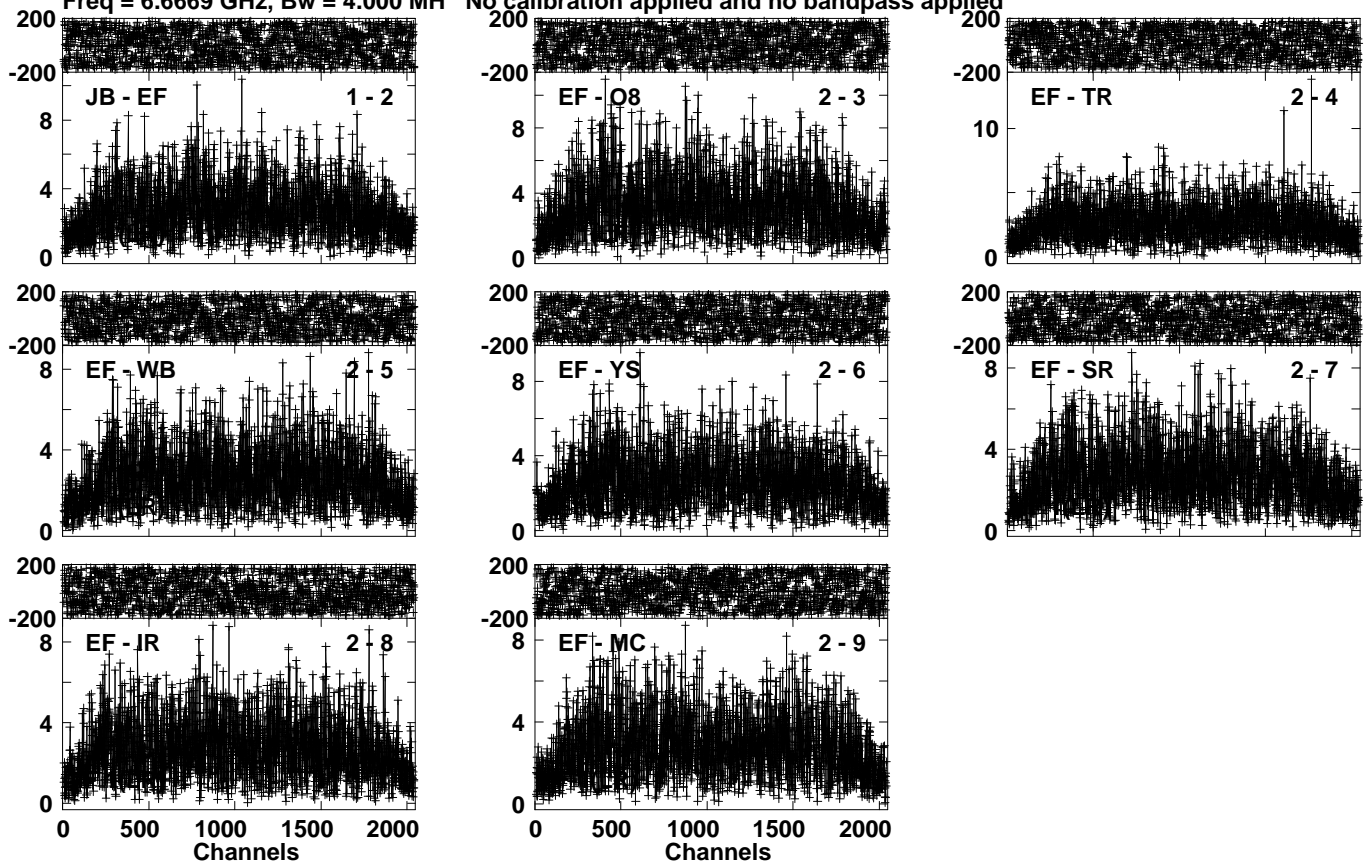 Freq = 6.6669 GHz, Bw = 4.000 MH No calibration applied and no bandpass applied
200 200 200
-200 -200 -200
JB - EF 1 - 2 EF - O8 2 - 3 EF - TR 2 - 4
8 8 10
4 4 5
0 0 0
200 200 200
-200 -200 -200
EF - WB 2 - 5 EF - YS 2 - 6 EF - SR 2 - 7
8 8 8
4 4 4
0 0 0
200 200
-200 -200
EF - IR 2 - 8 EF - MC 2 - 9
8 8
4 4
0 0
0 500 1000 1500 2000 0 500 1000 1500 2000
Channels Channels